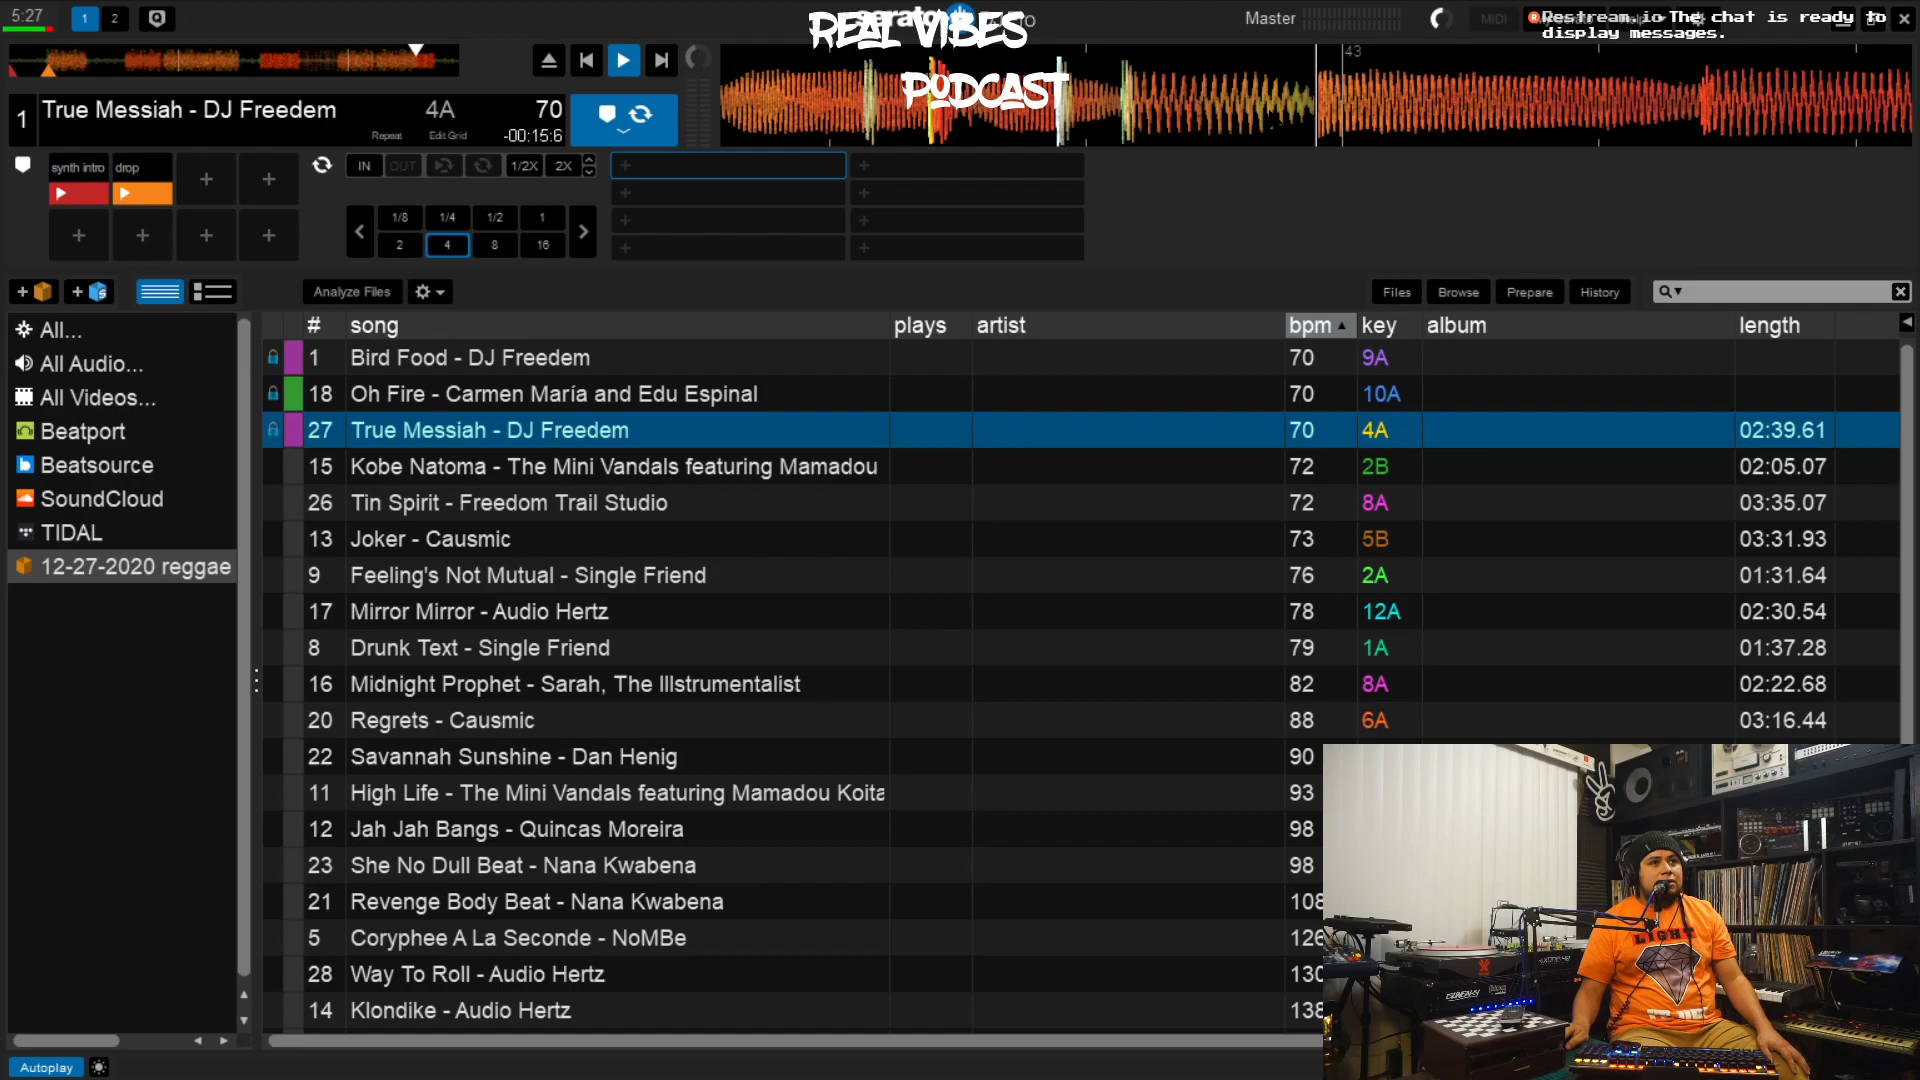 5:27
1
2
serato
REAL VIBES
PODCAST
Master
MIDI
Restream.io The chat is ready to
display messages.
1
True Messiah - DJ Freedem
4A
70
Repeat
Edit Grid
-00:15:6
43
synth intro
drop
IN
OUT
1/2X
2X
1/8
1/4
1/2
1
2
4
8
16
Analyze Files
Files
Browse
Prepare
History
All...
All Audio...
All Videos...
Beatport
Beatsource
SoundCloud
TIDAL
12-27-2020 reggae
# song plays artist bpm key album length
1 Bird Food - DJ Freedem 70 9A
18 Oh Fire - Carmen María and Edu Espinal 70 10A
27 True Messiah - DJ Freedem 70 4A 02:39.61
15 Kobe Natoma - The Mini Vandals featuring Mamadou 72 2B 02:05.07
26 Tin Spirit - Freedom Trail Studio 72 8A 03:35.07
13 Joker - Causmic 73 5B 03:31.93
9 Feeling's Not Mutual - Single Friend 76 2A 01:31.64
17 Mirror Mirror - Audio Hertz 78 12A 02:30.54
8 Drunk Text - Single Friend 79 1A 01:37.28
16 Midnight Prophet - Sarah, The Illstrumentalist 82 8A 02:22.68
20 Regrets - Causmic 88 6A 03:16.44
22 Savannah Sunshine - Dan Henig 90
11 High Life - The Mini Vandals featuring Mamadou Koita 93
12 Jah Jah Bangs - Quincas Moreira 98
23 She No Dull Beat - Nana Kwabena 98
21 Revenge Body Beat - Nana Kwabena 108
5 Coryphee A La Seconde - NoMBe 126
28 Way To Roll - Audio Hertz 130
14 Klondike - Audio Hertz 138
LIGHT
Autoplay